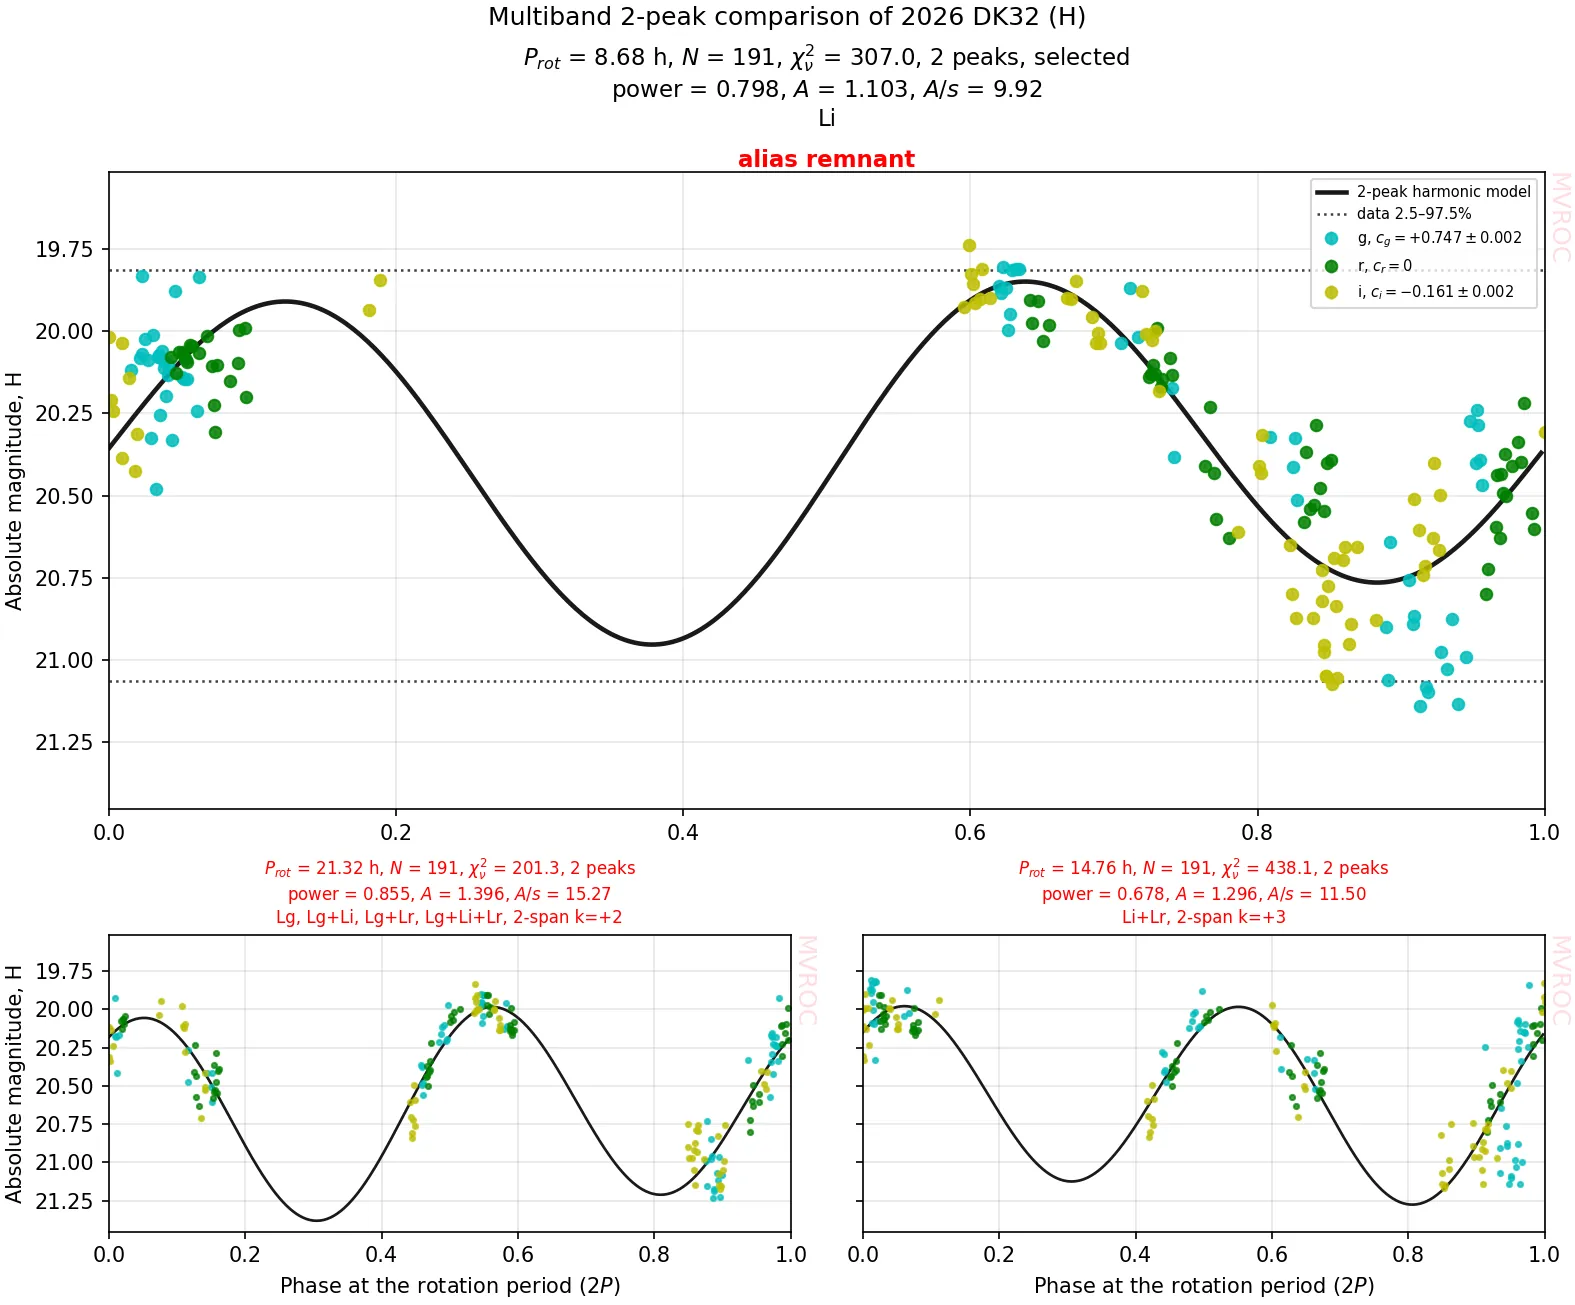 Multiband 2-peak comparison of 2026 DK32 (H)
P_rot = 8.68 h, N = 191, χ²_ν = 307.0, 2 peaks, selected
power = 0.798, A = 1.103, A/s = 9.92
Li
alias remnant
2-peak harmonic model
data 2.5–97.5%
g, c_g = +0.747 ± 0.002
r, c_r = 0
i, c_i = −0.161 ± 0.002
MVROC
Absolute magnitude, H
19.75
20.00
20.25
20.50
20.75
21.00
21.25
0.0 0.2 0.4 0.6 0.8 1.0
P_rot = 21.32 h, N = 191, χ²_ν = 201.3, 2 peaks
power = 0.855, A = 1.396, A/s = 15.27
Lg, Lg+Li, Lg+Lr, Lg+Li+Lr, 2-span k=+2
MVROC
Absolute magnitude, H
19.75
20.00
20.25
20.50
20.75
21.00
21.25
0.0 0.2 0.4 0.6 0.8 1.0
Phase at the rotation period (2P)
P_rot = 14.76 h, N = 191, χ²_ν = 438.1, 2 peaks
power = 0.678, A = 1.296, A/s = 11.50
Li+Lr, 2-span k=+3
MVROC
0.0 0.2 0.4 0.6 0.8 1.0
Phase at the rotation period (2P)